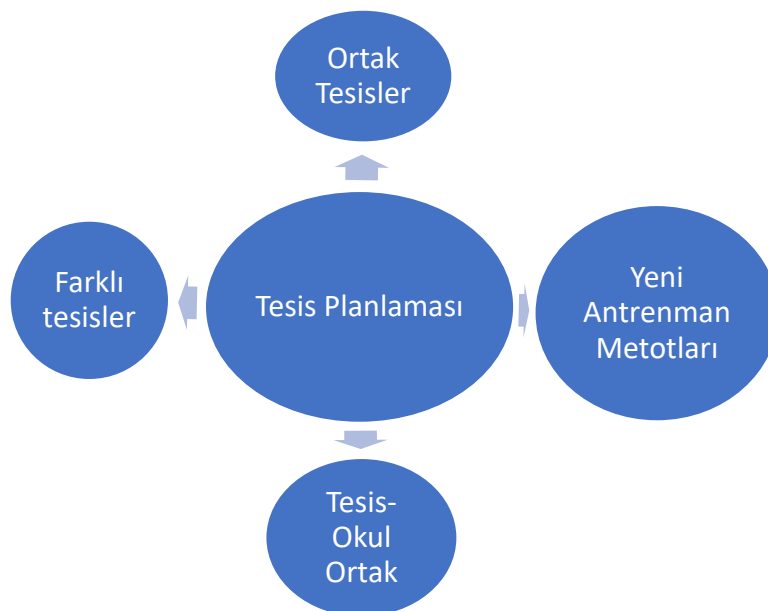 Ortak
Tesisler
Farklı
tesisler
Tesis Planlaması
Yeni
Antrenman
Metotları
Tesis-
Okul
Ortak